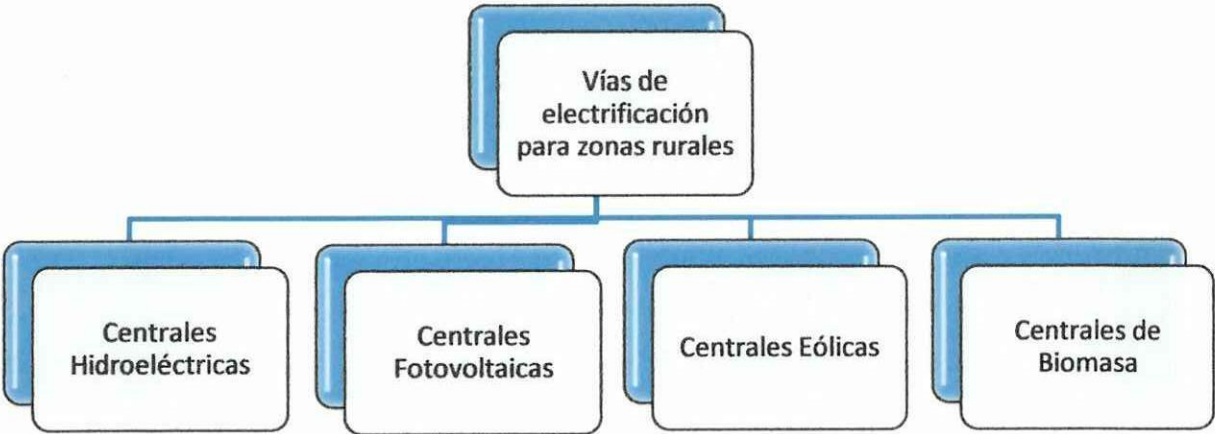 Vías de
electrificación
para zonas rurales
Centrales
Hidroeléctricas
Centrales
Fotovoltaicas
Centrales Eólicas
Centrales de
Biomasa